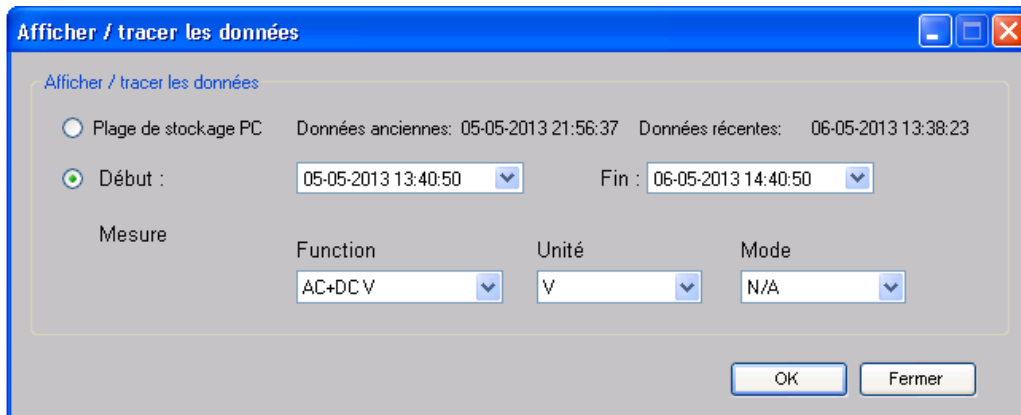 Afficher / tracer les données
Afficher / tracer les données
Plage de stockage PC Données anciennes: 05-05-2013 21:56:37 Données récentes: 06-05-2013 13:38:23
Début : 05-05-2013 13:40:50 Fin : 06-05-2013 14:40:50
Mesure
Function Unité Mode
AC+DC V V N/A
OK Fermer